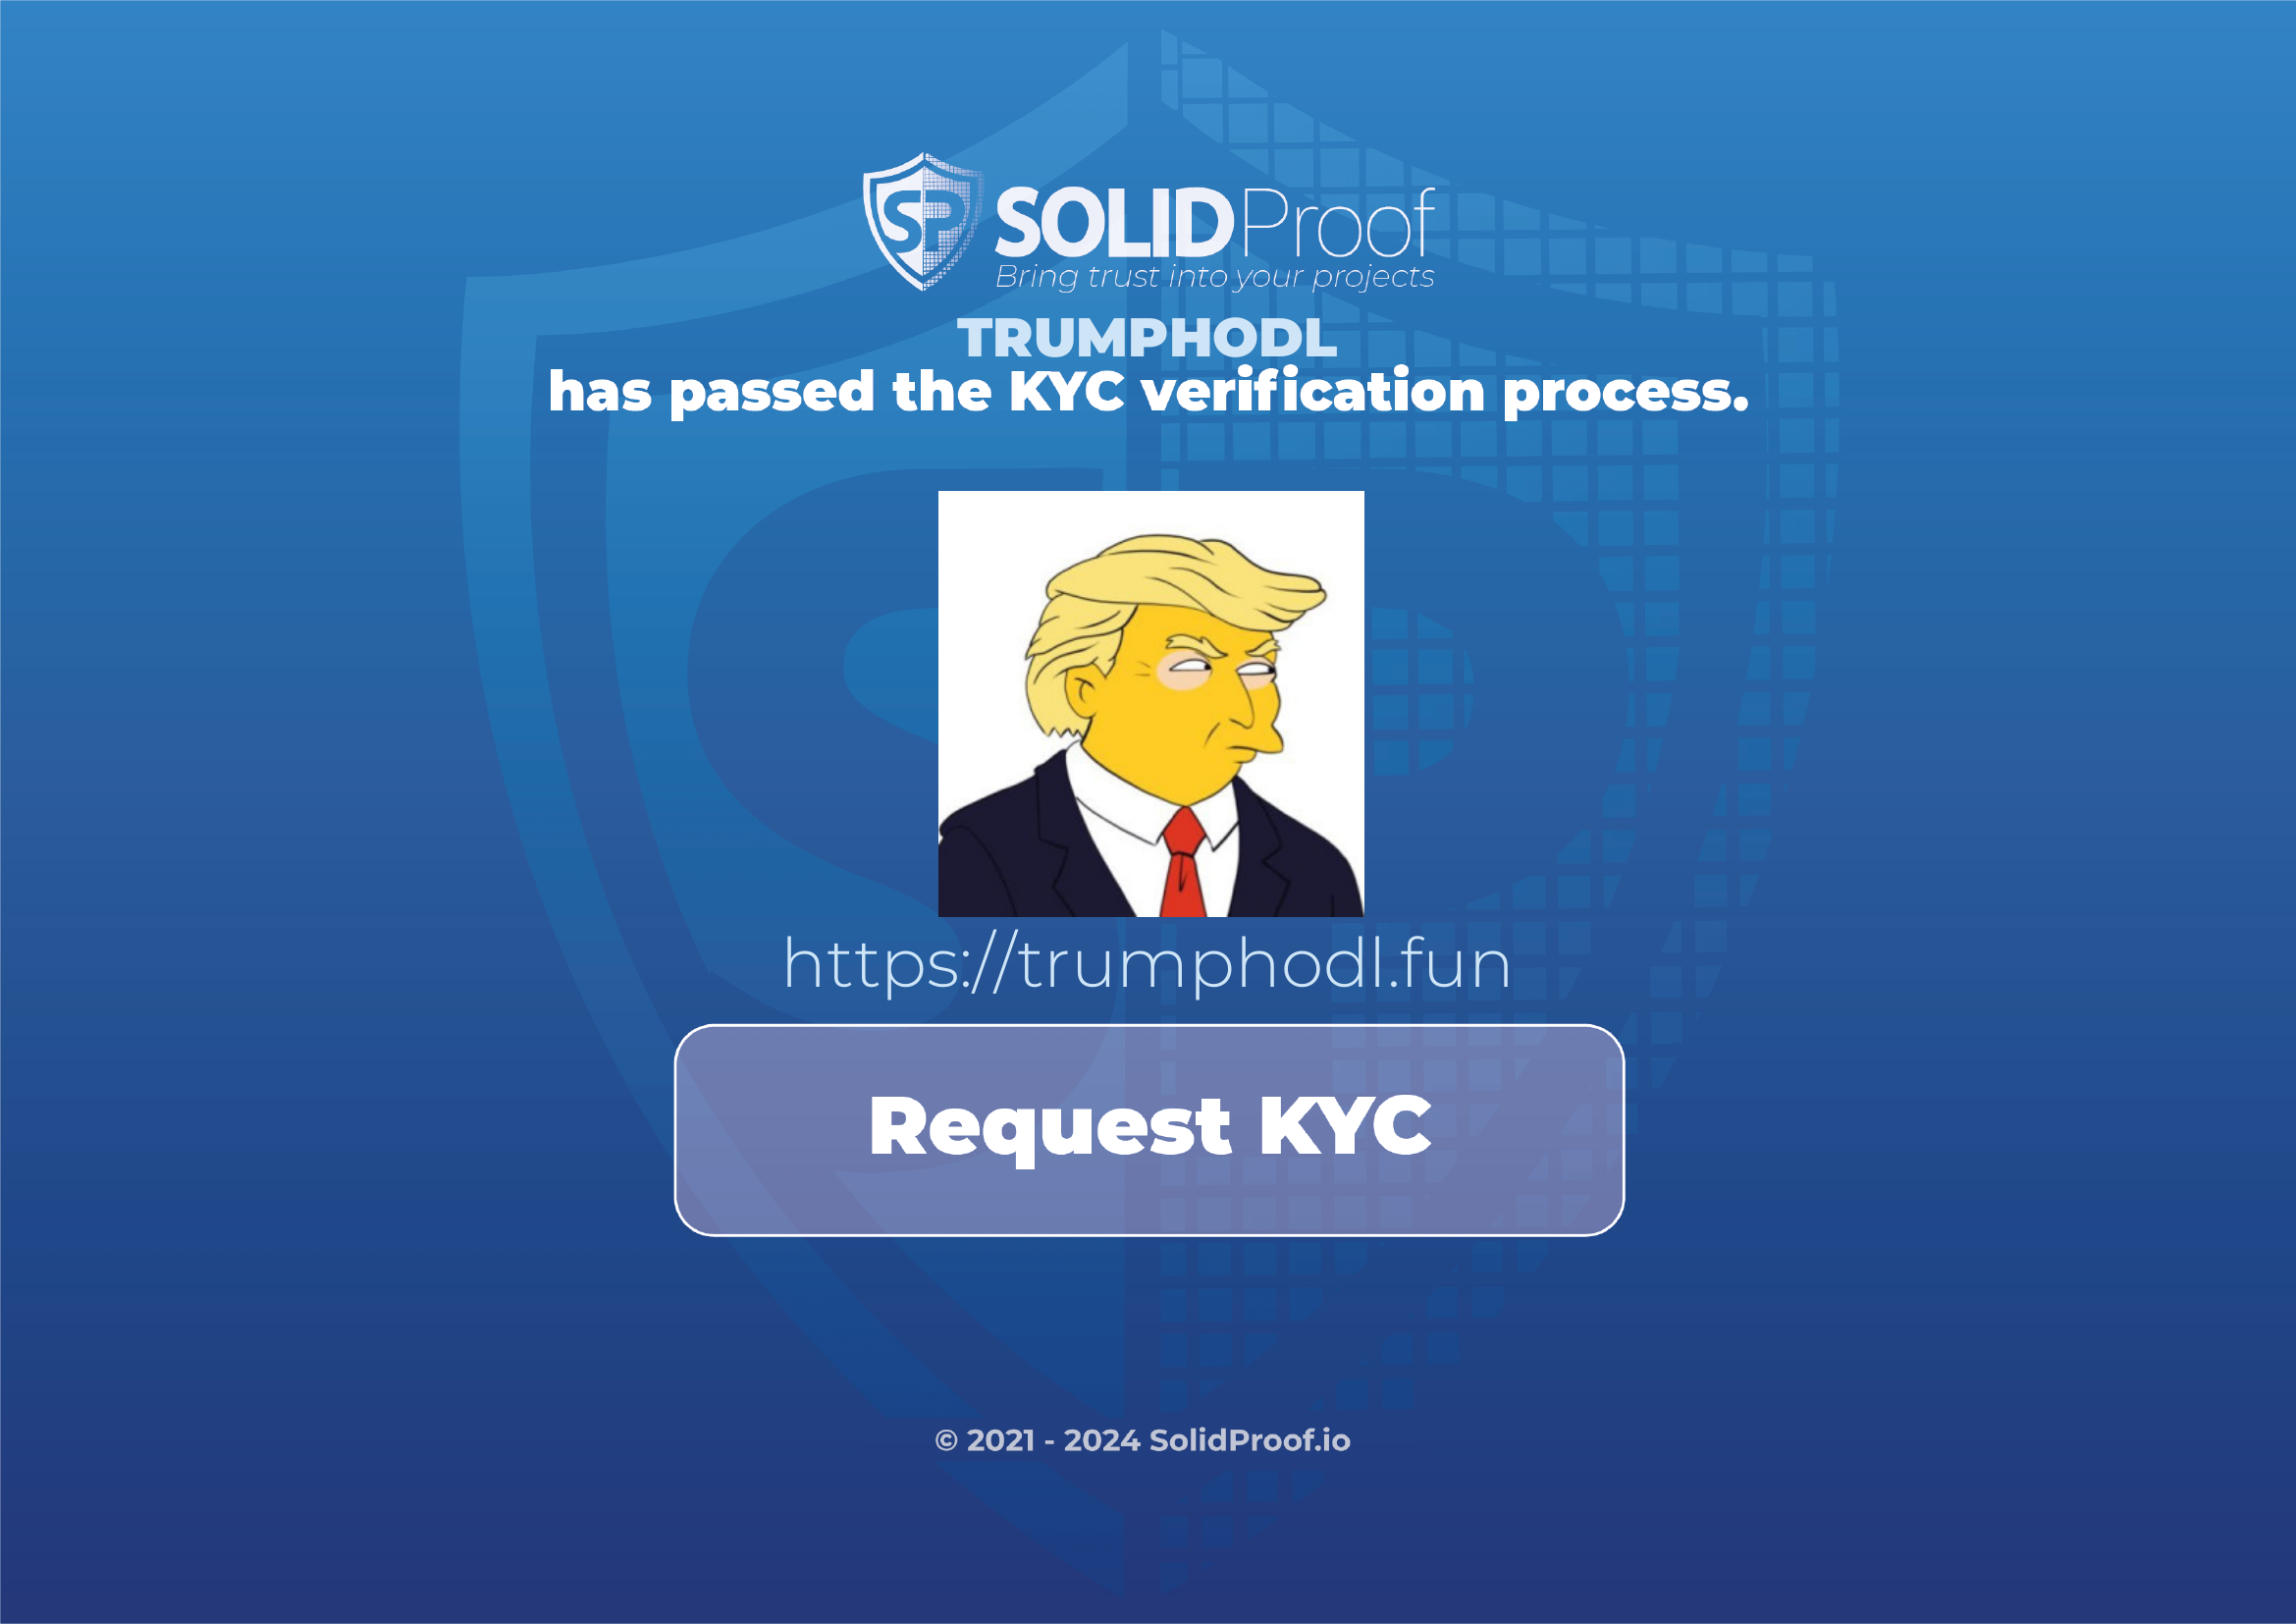 SP SOLIDProof
Bring trust into your projects
TRUMPHODL
has passed the KYC verification process.
https://trumphodl.fun
Request KYC
© 2021 - 2024 SolidProof.io